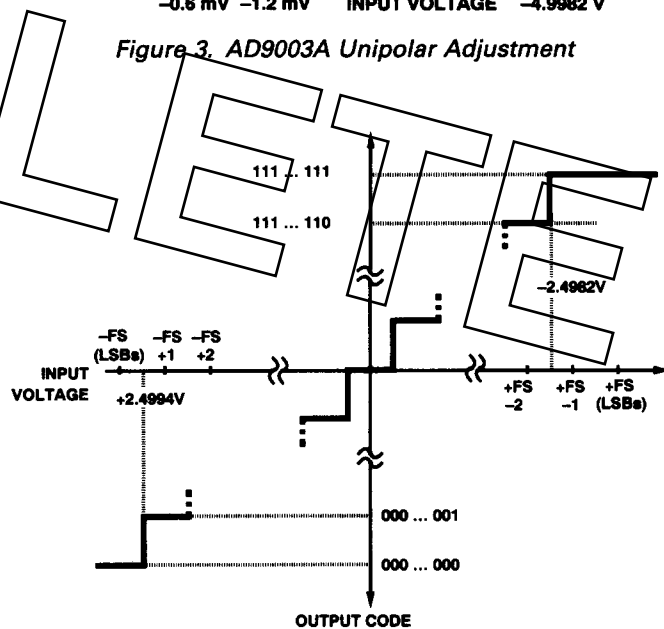 –0.6 mV –1.2 mV INPUT VOLTAGE –4.9982 V
Figure 3. AD9003A Unipolar Adjustment
LETE
111 ... 111
111 ... 110
–2.4982V
–FS (LSBs)
–FS +1
–FS +2
INPUT VOLTAGE
+2.4994V
+FS –2
+FS –1
+FS (LSBs)
000 ... 001
000 ... 000
OUTPUT CODE